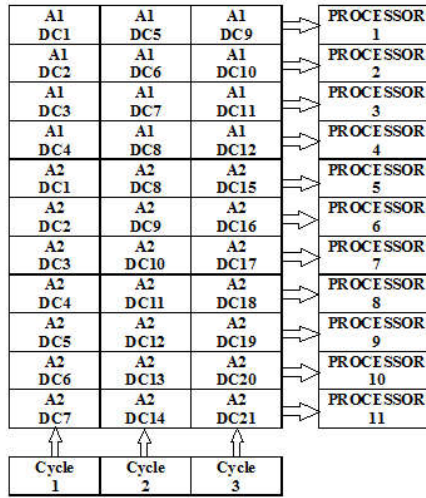 A1 A1 A1 PROCESSOR
DC1 DC5 DC9 1
A1 A1 A1 PROCESSOR
DC2 DC6 DC10 2
A1 A1 A1 PROCESSOR
DC3 DC7 DC11 3
A1 A1 A1 PROCESSOR
DC4 DC8 DC12 4
A2 A2 A2 PROCESSOR
DC1 DC8 DC15 5
A2 A2 A2 PROCESSOR
DC2 DC9 DC16 6
A2 A2 A2 PROCESSOR
DC3 DC10 DC17 7
A2 A2 A2 PROCESSOR
DC4 DC11 DC18 8
A2 A2 A2 PROCESSOR
DC5 DC12 DC19 9
A2 A2 A2 PROCESSOR
DC6 DC13 DC20 10
A2 A2 A2 PROCESSOR
DC7 DC14 DC21 11
Cycle Cycle Cycle
1 2 3